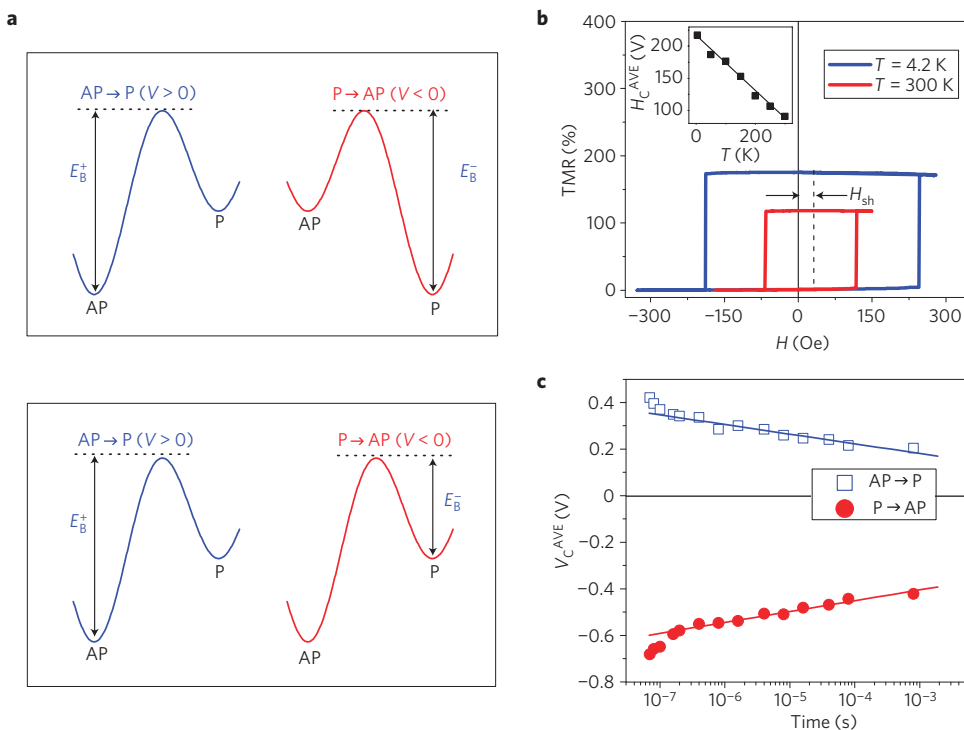 a
AP → P (V > 0)
P → AP (V < 0)
E_B^+
E_B^-
P
AP
AP
P
AP → P (V > 0)
P → AP (V < 0)
E_B^+
E_B^-
P
P
AP
AP
b
400
300
200
100
0
TMR (%)
−300
−150
0
150
300
H (Oe)
200
150
100
H_C^AVE (V)
0
200
T (K)
T = 4.2 K
T = 300 K
H_sh
c
0.4
0.2
0
−0.2
−0.4
−0.6
−0.8
V_C^AVE (V)
AP → P
P → AP
10^−7
10^−6
10^−5
10^−4
10^−3
Time (s)